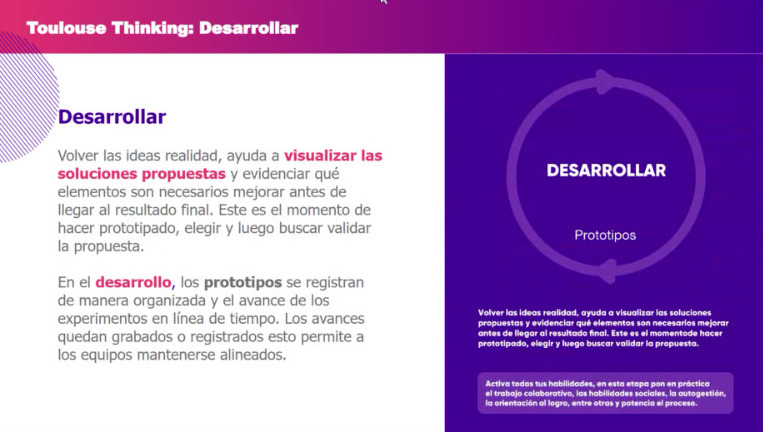 Toulouse Thinking: Desarrollar
Desarrollar
Volver las ideas realidad, ayuda a visualizar las
soluciones propuestas y evidenciar qué
elementos son necesarios mejorar antes de
llegar al resultado final. Este es el momento de
hacer prototipado, elegir y luego buscar validar
la propuesta.
En el desarrollo, los prototipos se registran
de manera organizada y el avance de los
experimentos en línea de tiempo. Los avances
quedan grabados o registrados esto permite a
los equipos mantenerse alineados.
DESARROLLAR
Prototipos
Volver las ideas realidad, ayuda a visualizar las soluciones
propuestas y evidenciar qué elementos son necesarios mejorar
antes de llegar al resultado final. Este es el momentode hacer
prototipado, elegir y luego buscar validar la propuesta.
Activa todas tus habilidades, en esta etapa pon en práctica
el trabajo colaborativo, las habilidades sociales, la autogestión,
la orientación al logro, entre otras y potencia el proceso.